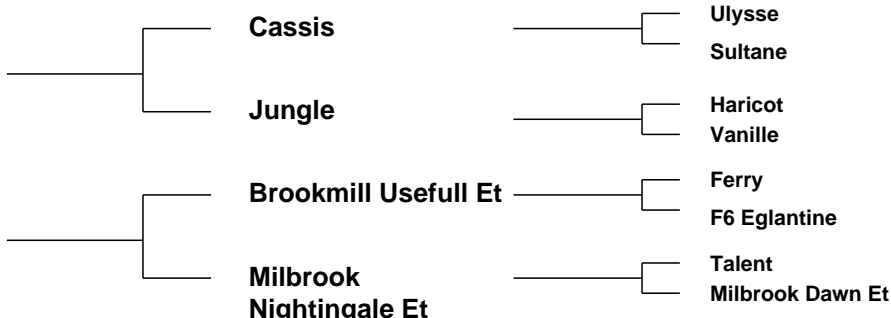 Cassis
Ulysse
Sultane
Jungle
Haricot
Vanille
Brookmill Usefull Et
Ferry
F6 Eglantine
Milbrook
Nightingale Et
Talent
Milbrook Dawn Et